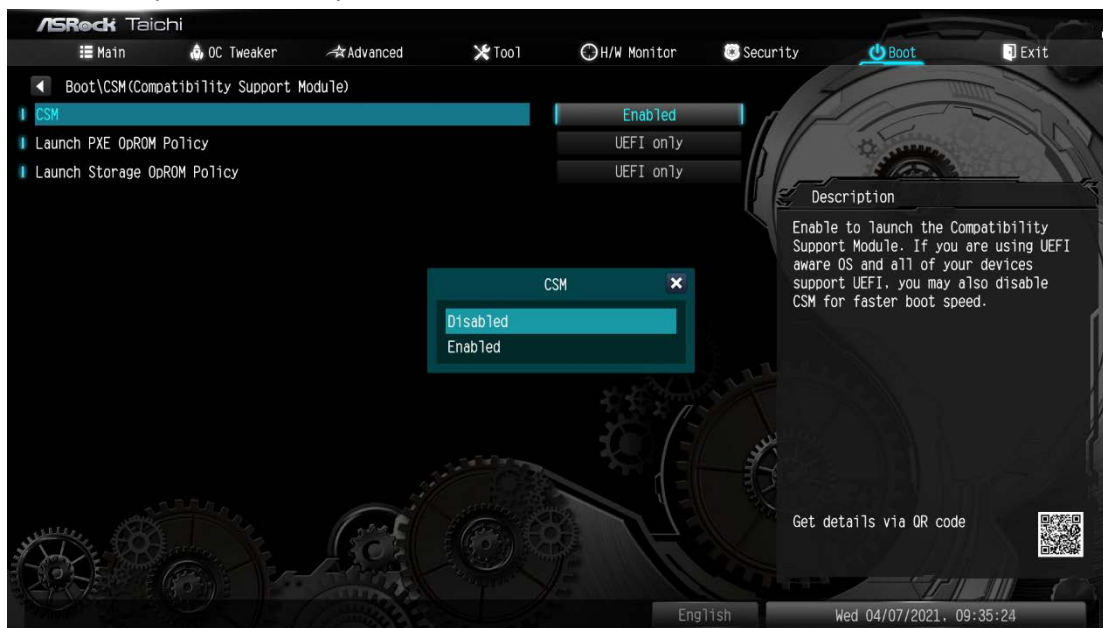 ASRock Taichi
Main OC Tweaker Advanced Tool H/W Monitor Security Boot Exit
Boot\CSM(Compatibility Support Module)
CSM Enabled
Launch PXE OpROM Policy UEFI only
Launch Storage OpROM Policy UEFI only
Description
Enable to launch the Compatibility
Support Module. If you are using UEFI
aware OS and all of your devices
support UEFI, you may also disable
CSM for faster boot speed.
CSM
Disabled
Enabled
Get details via QR code
English Wed 04/07/2021, 09:35:24